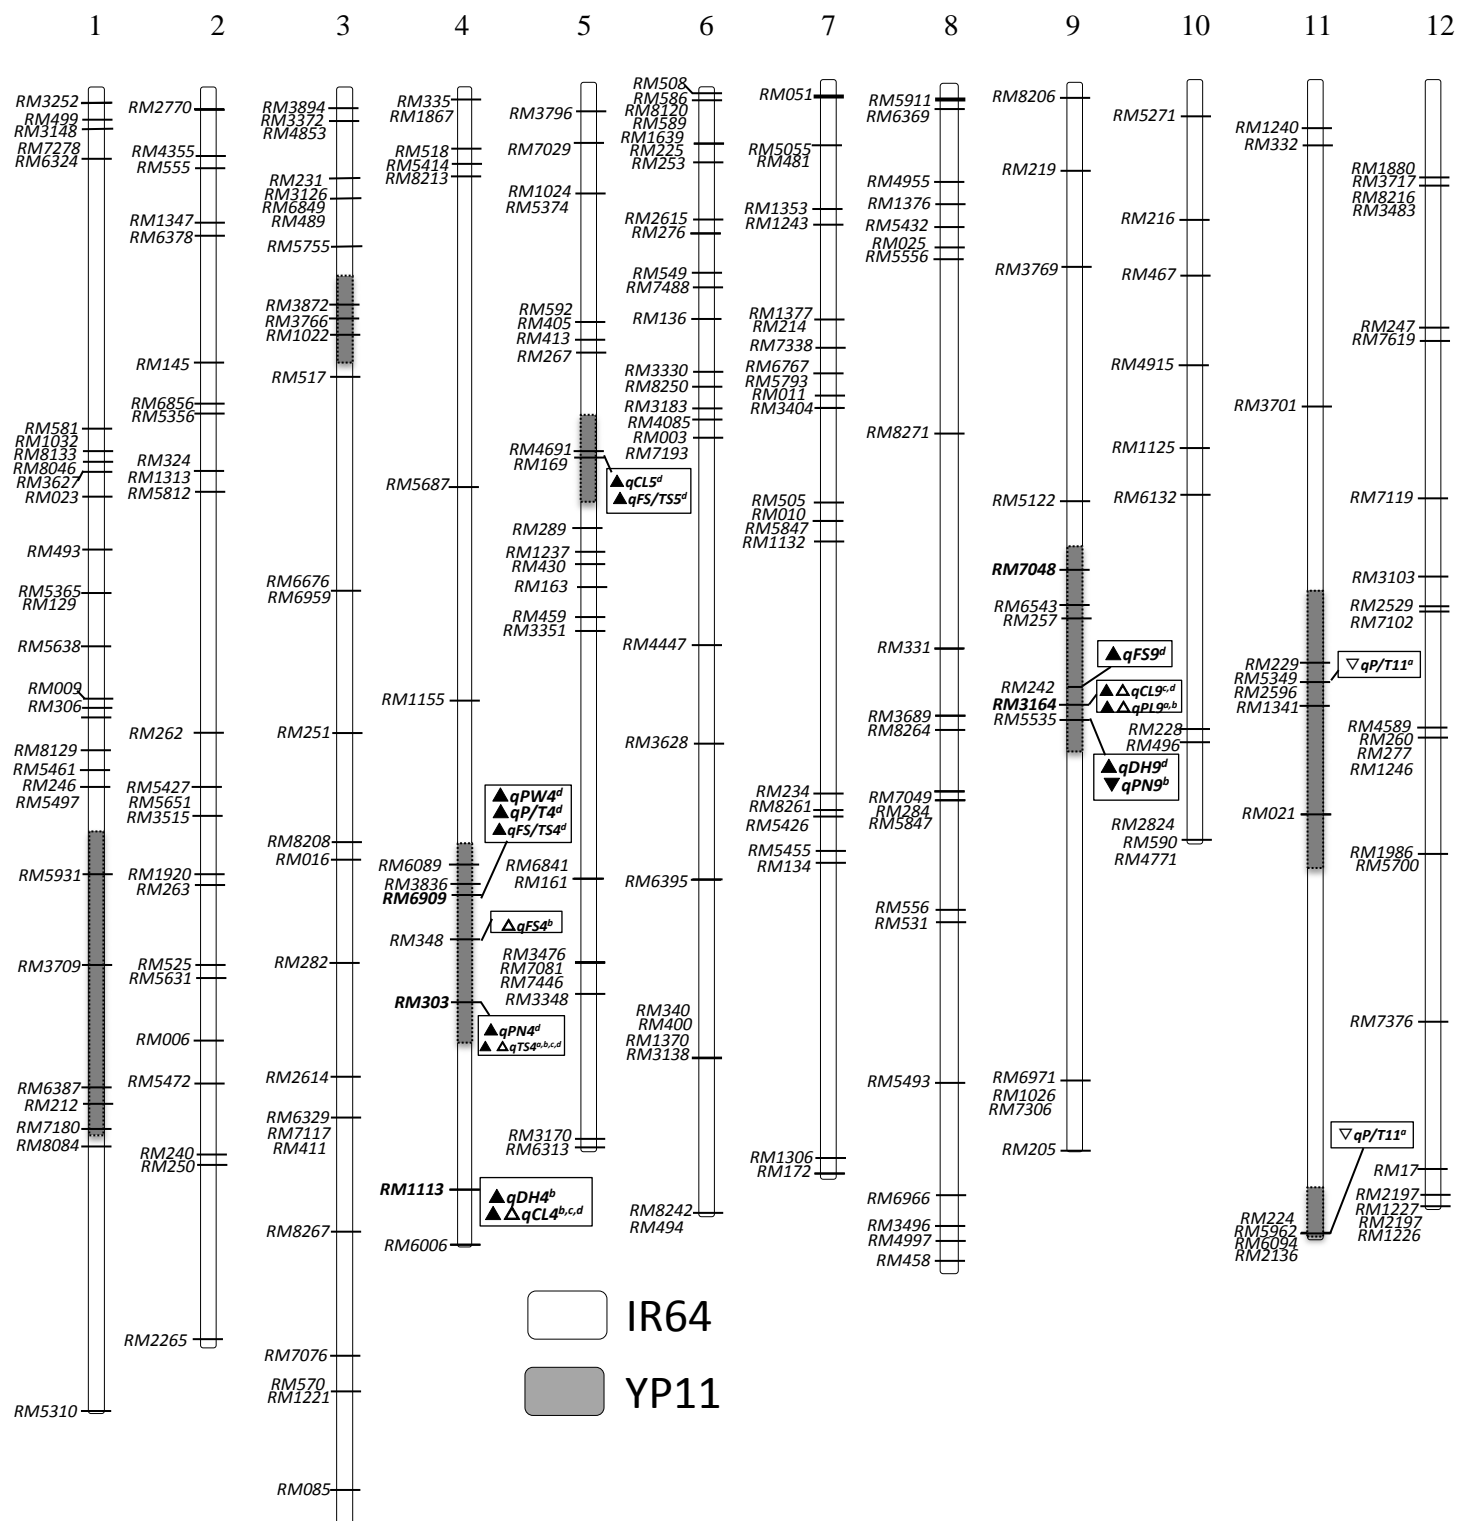 1 2 3 4 5 6 7 8 9 10 11 12
RM3252
RM499
RM3148
RM7278
RM6324
RM581
RM1032
RM8133
RM8046
RM3627
RM023
RM493
RM5365
RM129
RM5638
RM009
RM306
RM8129
RM5461
RM246
RM5497
RM5931
RM3709
RM6387
RM212
RM7180
RM8084
RM5310
RM2770
RM4355
RM555
RM1347
RM6378
RM145
RM6856
RM5356
RM324
RM1313
RM5812
RM262
RM5427
RM5651
RM3515
RM1920
RM263
RM525
RM5631
RM006
RM5472
RM240
RM250
RM2265
RM3894
RM3372
RM4853
RM231
RM3126
RM6849
RM489
RM5755
RM3872
RM3766
RM1022
RM517
RM6676
RM6959
RM251
RM8208
RM016
RM282
RM2614
RM6329
RM7117
RM411
RM8267
RM7076
RM570
RM1221
RM085
RM335
RM1867
RM518
RM5414
RM8213
RM5687
RM1155
▲qPW4d
▲qP/T4d
▲qFS/TS4d
RM6089
RM3836
RM6909
△qFS4b
RM348
RM303
▲qPN4d
▲ △qTS4a,b,c,d
RM1113
▲qDH4b
▲ △qCL4b,c,d
RM6006
RM3796
RM7029
RM1024
RM5374
RM592
RM405
RM413
RM267
RM4691
RM169
▲qCL5d
▲qFS/TS5d
RM289
RM1237
RM430
RM163
RM459
RM3351
RM6841
RM161
RM3476
RM7081
RM7446
RM3348
RM3170
RM6313
RM508
RM586
RM8120
RM589
RM1639
RM225
RM253
RM2615
RM276
RM549
RM7488
RM136
RM3330
RM8250
RM3183
RM4085
RM003
RM7193
RM4447
RM3628
RM6395
RM340
RM400
RM1370
RM3138
RM8242
RM494
RM051
RM5055
RM481
RM1353
RM1243
RM1377
RM214
RM7338
RM6767
RM5793
RM011
RM3404
RM505
RM010
RM5847
RM1132
RM234
RM8261
RM5426
RM5455
RM134
RM1306
RM172
RM5911
RM6369
RM4955
RM1376
RM5432
RM025
RM5556
RM8271
RM331
RM3689
RM8264
RM7049
RM284
RM5847
RM556
RM531
RM5493
RM6966
RM3496
RM4997
RM458
RM8206
RM219
RM3769
RM5122
RM7048
RM6543
RM257
▲qFS9d
RM242
RM3164
RM5535
▲ △qCL9c,d
▲ △qPL9a,b
▲qDH9d
▼qPN9b
RM6971
RM1026
RM7306
RM205
RM5271
RM216
RM467
RM4915
RM1125
RM6132
RM228
RM496
RM2824
RM590
RM4771
RM1240
RM332
RM3701
RM229
RM5349
RM2596
RM1341
▽qP/T11a
RM021
▽qP/T11a
RM224
RM5962
RM6094
RM2136
RM1880
RM3717
RM8216
RM3483
RM247
RM7619
RM7119
RM3103
RM2529
RM7102
RM4589
RM260
RM277
RM1246
RM1986
RM5700
RM7376
RM17
RM2197
RM1227
RM2197
RM1226
IR64
YP11